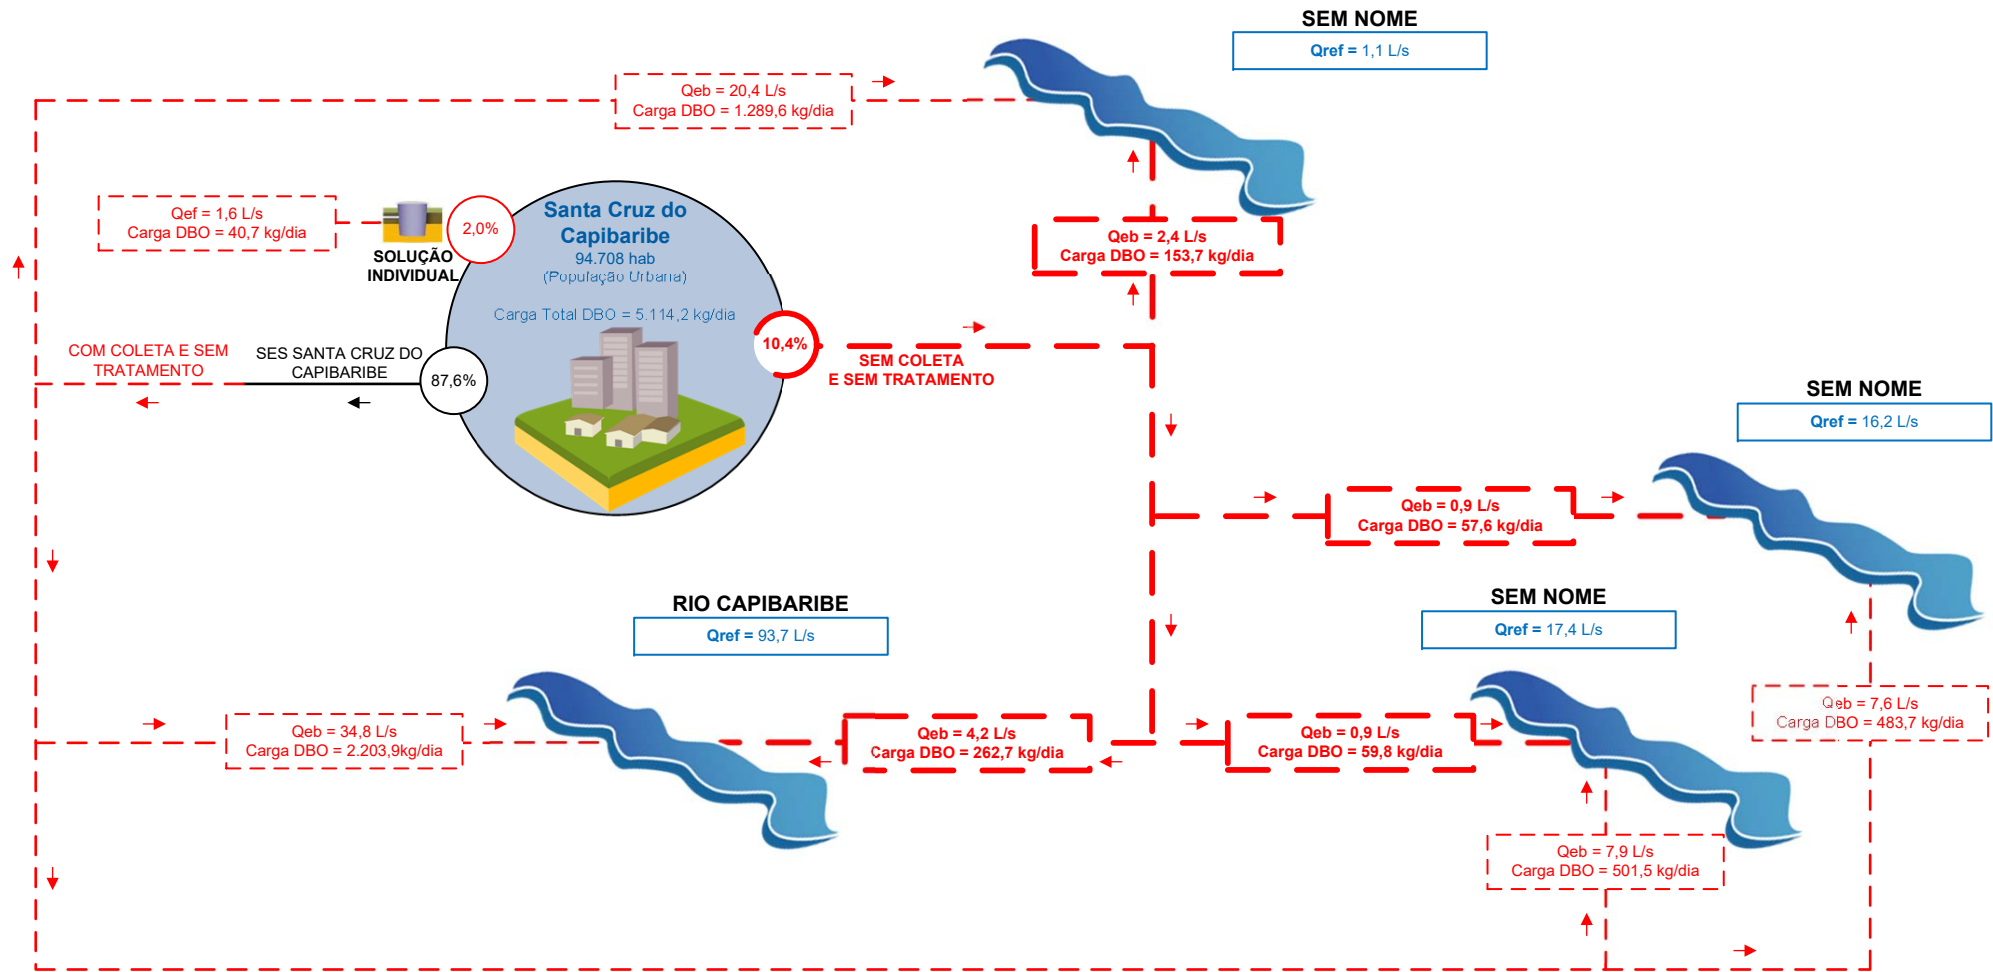 SEM NOME
Qref = 1,1 L/s
Qeb = 20,4 L/s
Carga DBO = 1.289,6 kg/dia
Qef = 1,6 L/s
Carga DBO = 40,7 kg/dia
SOLUÇÃO
INDIVIDUAL
2,0%
Santa Cruz do
Capibaribe
94.708 hab
(População Urbana)
Carga Total DBO = 5.114,2 kg/dia
Qeb = 2,4 L/s
Carga DBO = 153,7 kg/dia
10,4%
SEM COLETA
E SEM TRATAMENTO
COM COLETA E SEM
TRATAMENTO
SES SANTA CRUZ DO
CAPIBARIBE
87,6%
SEM NOME
Qref = 16,2 L/s
Qeb = 0,9 L/s
Carga DBO = 57,6 kg/dia
RIO CAPIBARIBE
Qref = 93,7 L/s
SEM NOME
Qref = 17,4 L/s
Qeb = 34,8 L/s
Carga DBO = 2.203,9kg/dia
Qeb = 4,2 L/s
Carga DBO = 262,7 kg/dia
Qeb = 0,9 L/s
Carga DBO = 59,8 kg/dia
Qeb = 7,6 L/s
Carga DBO = 483,7 kg/dia
Qeb = 7,9 L/s
Carga DBO = 501,5 kg/dia